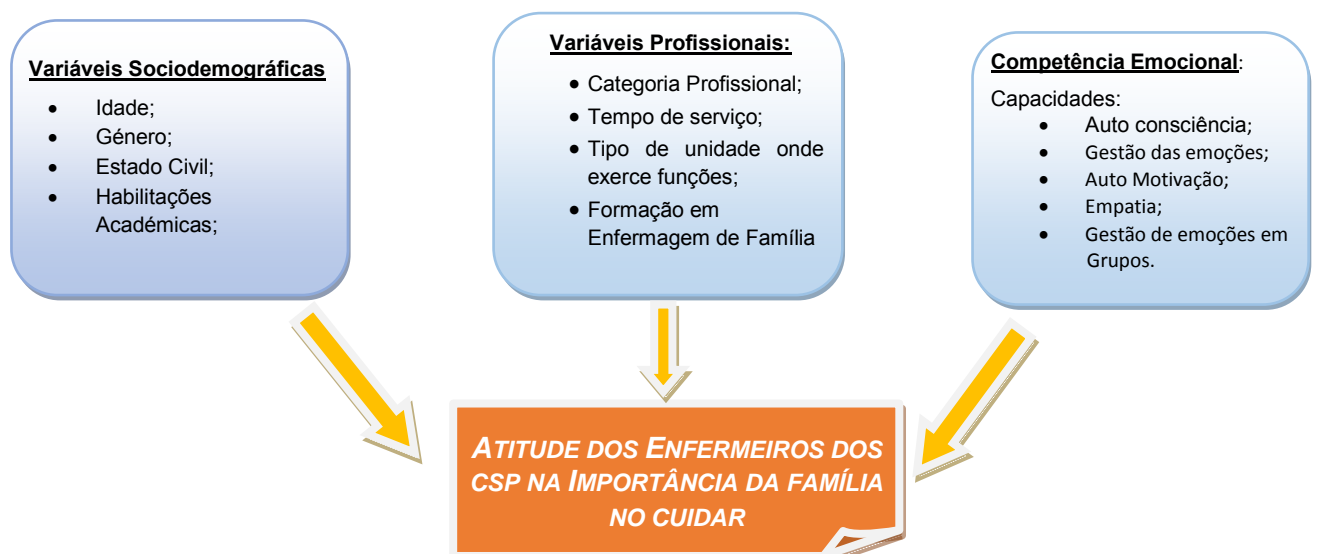 Variáveis Sociodemográficas
• Idade;
• Género;
• Estado Civil;
• Habilitações
Académicas;
Variáveis Profissionais:
• Categoria Profissional;
• Tempo de serviço;
• Tipo de unidade onde
exerce funções;
• Formação em
Enfermagem de Família
Competência Emocional:
Capacidades:
• Auto consciência;
• Gestão das emoções;
• Auto Motivação;
• Empatia;
• Gestão de emoções em
Grupos.
ATITUDE DOS ENFERMEIROS DOS
CSP NA IMPORTÂNCIA DA FAMÍLIA
NO CUIDAR